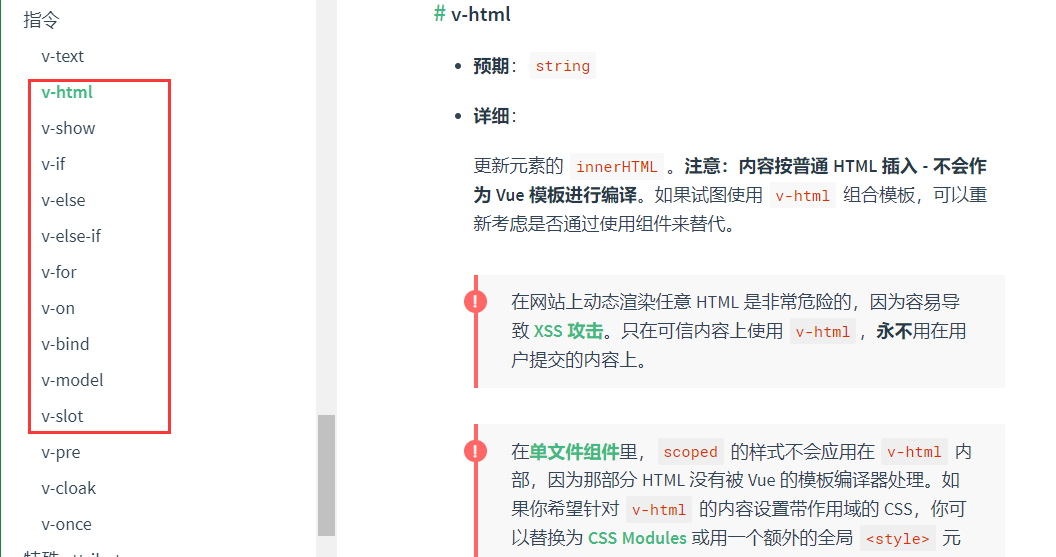 指令
v-text
v-html
v-show
v-if
v-else
v-else-if
v-for
v-on
v-bind
v-model
v-slot
v-pre
v-cloak
v-once
# v-html
• 预期： string
• 详细：
更新元素的 innerHTML 。注意：内容按普通 HTML 插入 - 不会作
为 Vue 模板进行编译。如果试图使用 v-html 组合模板，可以重
新考虑是否通过使用组件来替代。
! 在网站上动态渲染任意 HTML 是非常危险的，因为容易导
致 XSS 攻击。只在可信内容上使用 v-html ，永不用在用
户提交的内容上。
! 在单文件组件里， scoped 的样式不会应用在 v-html 内
部，因为那部分 HTML 没有被 Vue 的模板编译器处理。如
果你希望针对 v-html 的内容设置带作用域的 CSS，你可
以替换为 CSS Modules 或用一个额外的全局 <style> 元